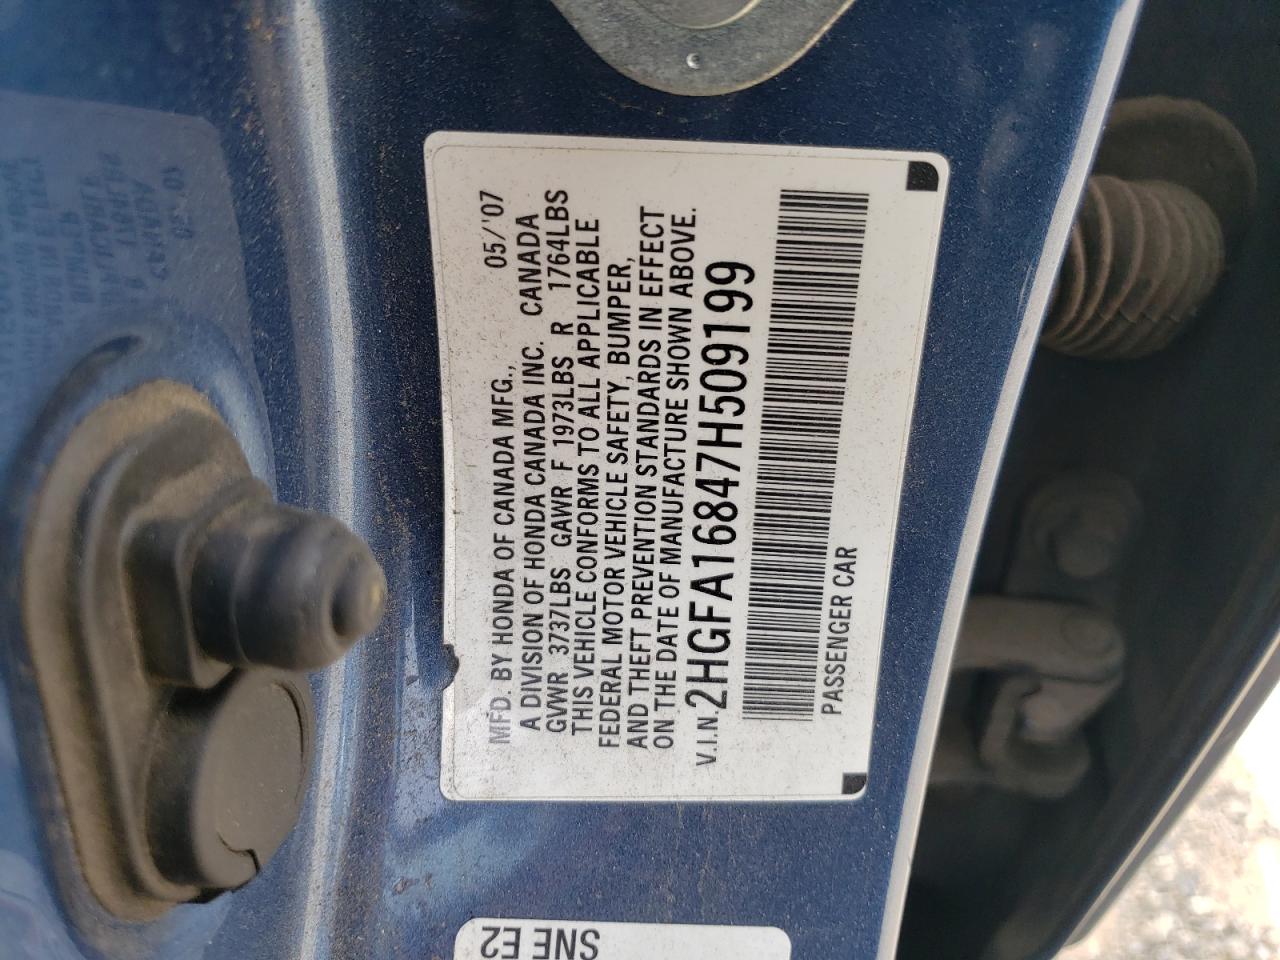 MFD. BY HONDA OF CANADA MFG., 05/'07
A DIVISION OF HONDA CANADA INC. CANADA
GVWR 3737LBS GAWR F 1973LBS R 1764LBS
THIS VEHICLE CONFORMS TO ALL APPLICABLE
FEDERAL MOTOR VEHICLE SAFETY, BUMPER,
AND THEFT PREVENTION STANDARDS IN EFFECT
ON THE DATE OF MANUFACTURE SHOWN ABOVE.
V.I.N. 2HGFA16847H509199
PASSENGER CAR
SNE E2